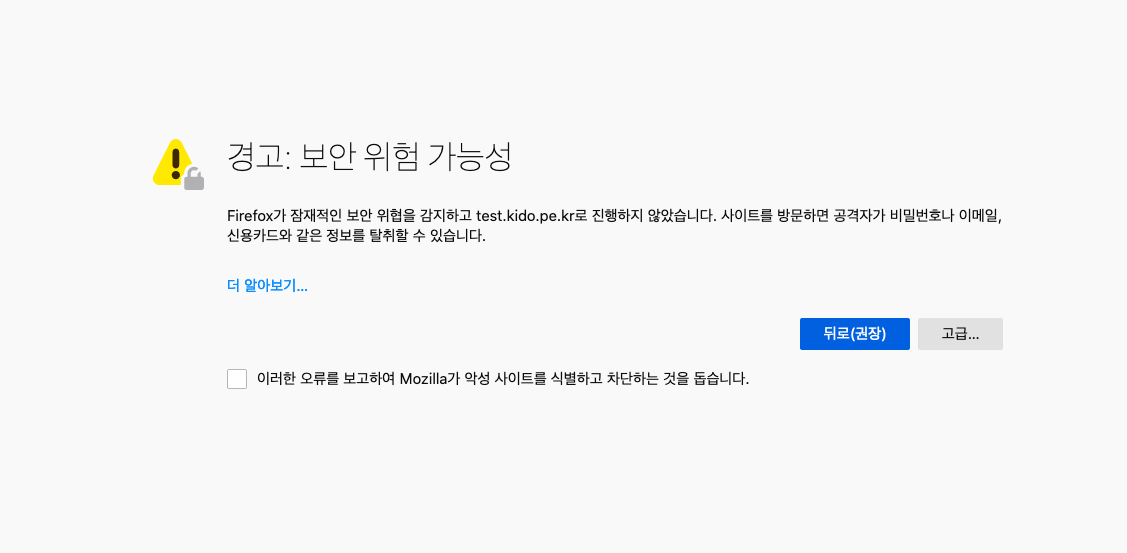 경고: 보안 위험 가능성
Firefox가 잠재적인 보안 위협을 감지하고 test.kido.pe.kr로 진행하지 않았습니다. 사이트를 방문하면 공격자가 비밀번호나 이메일,
신용카드와 같은 정보를 탈취할 수 있습니다.
더 알아보기...
뒤로(권장)
고급...
이러한 오류를 보고하여 Mozilla가 악성 사이트를 식별하고 차단하는 것을 돕습니다.